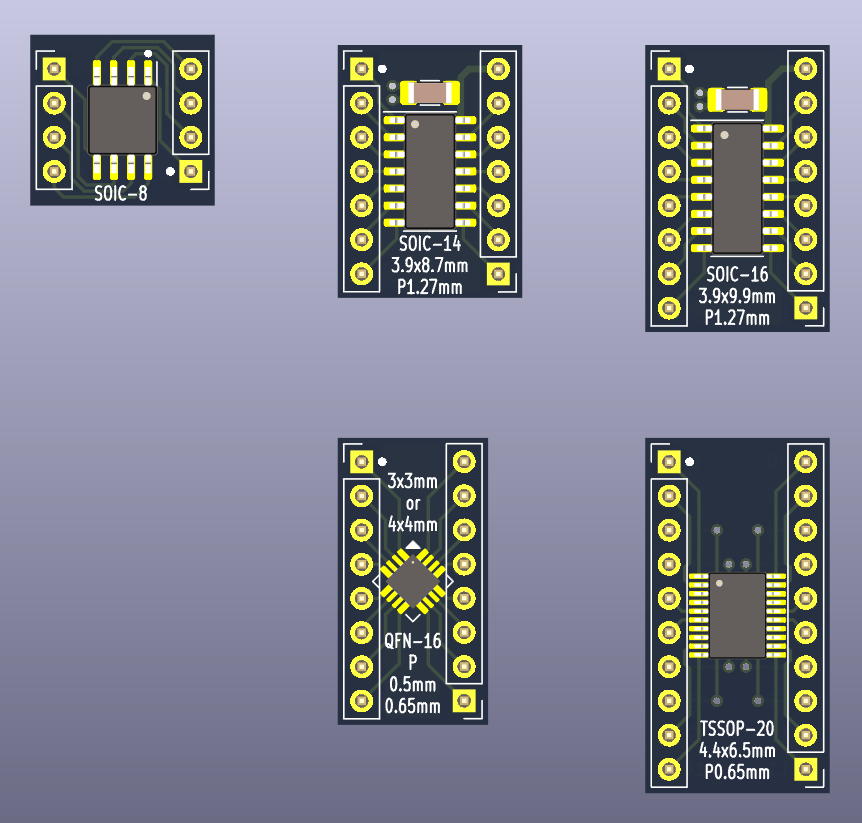 SOIC-8
SOIC-14
3.9x8.7mm
P1.27mm
SOIC-16
3.9x9.9mm
P1.27mm
3x3mm
or
4x4mm
QFN-16
P
0.5mm
0.65mm
TSSOP-20
4.4x6.5mm
P0.65mm